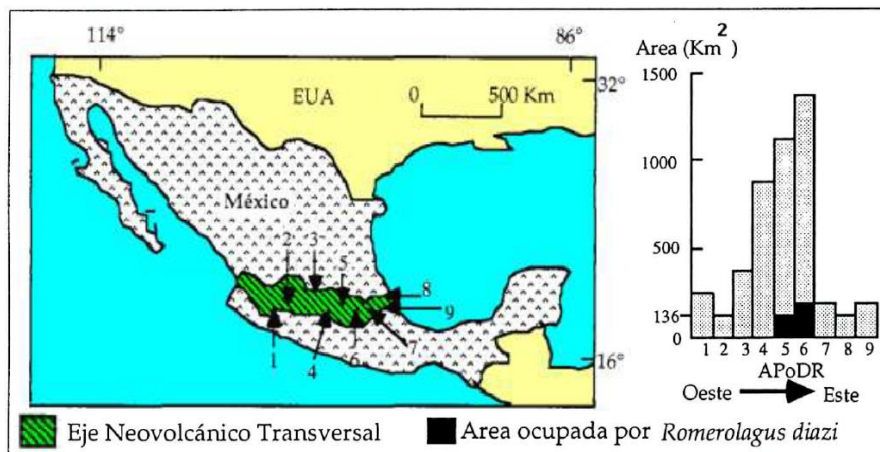 114°
86°
32°
EUA
0 500 Km
México
2 3
5
8
9
1
4
6
7
16°
Area (Km²)
1500
1000
500
136
0
1 2 3 4 5 6 7 8 9
APoDR
Oeste Este
Eje Neovolcánico Transversal
Area ocupada por Romerolagus diazi